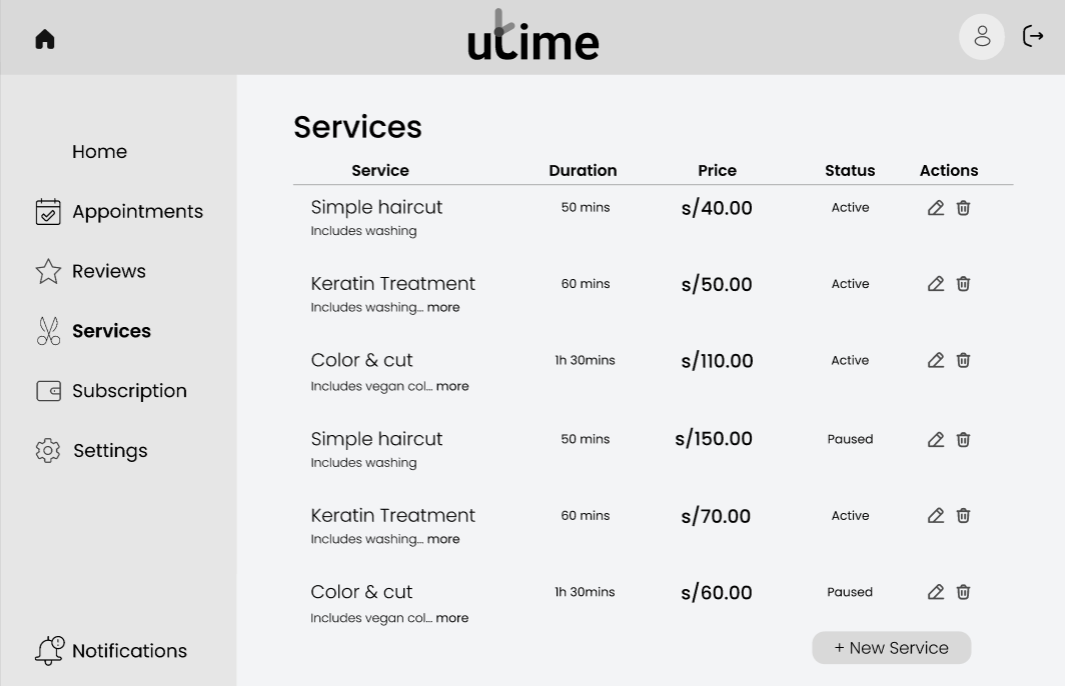 utime
Home
Appointments
Reviews
Services
Subscription
Settings
Notifications
Services
Service Duration Price Status Actions
Simple haircut 50 mins s/40.00 Active
Includes washing
Keratin Treatment 60 mins s/50.00 Active
Includes washing... more
Color & cut 1h 30mins s/110.00 Active
Includes vegan col... more
Simple haircut 50 mins s/150.00 Paused
Includes washing
Keratin Treatment 60 mins s/70.00 Active
Includes washing... more
Color & cut 1h 30mins s/60.00 Paused
Includes vegan col... more
+ New Service